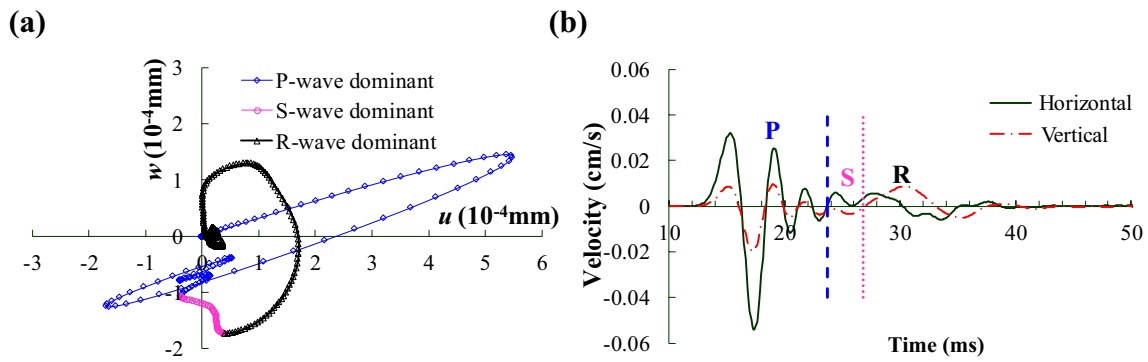 (a)
3
2
1
0
-1
-2
-3
-2
-1
0
1
2
3
4
5
6
w (10-4mm)
u (10-4mm)
P-wave dominant
S-wave dominant
R-wave dominant
(b)
0.06
0.04
0.02
0
-0.02
-0.04
-0.06
10
20
30
40
50
Velocity (cm/s)
Time (ms)
P
S
R
Horizontal
Vertical